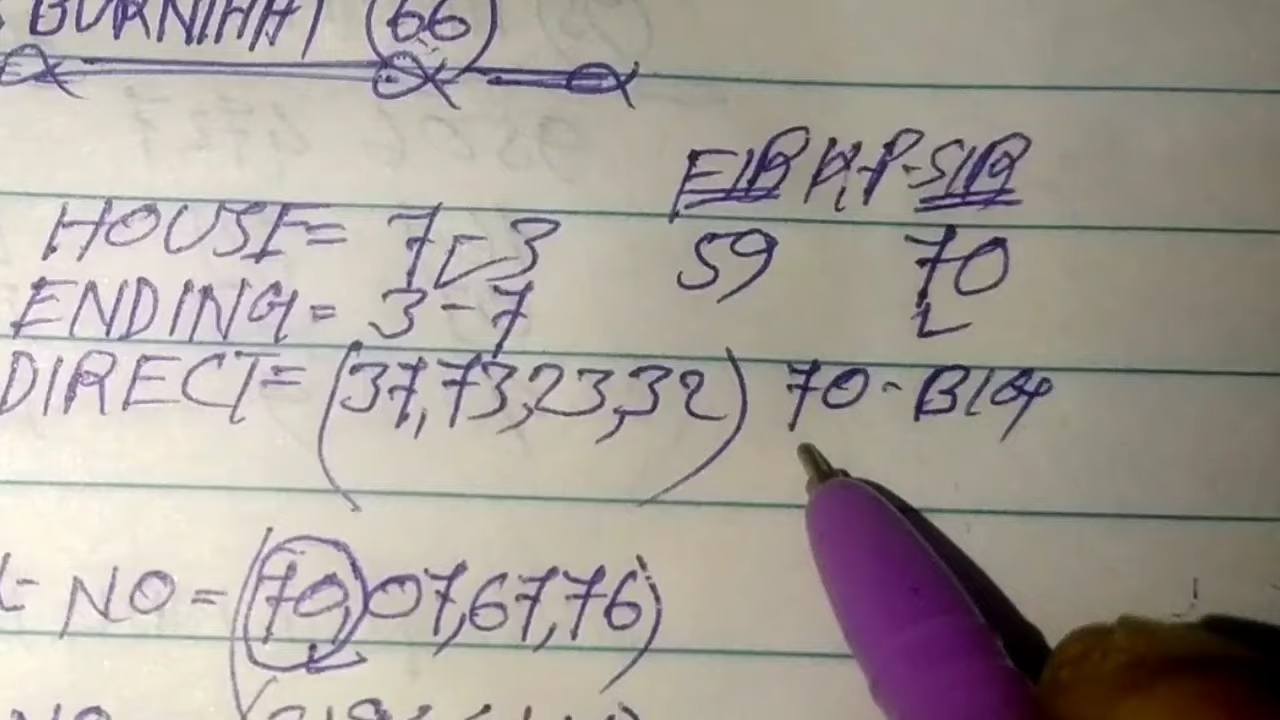 BURNIHAT (66)
F/R K.P. S/R
HOUSE= 7-3 59 70
ENDING= 3-7
DIRECT= (37,73,23,32) 70-
NO = (70,07,67,76)